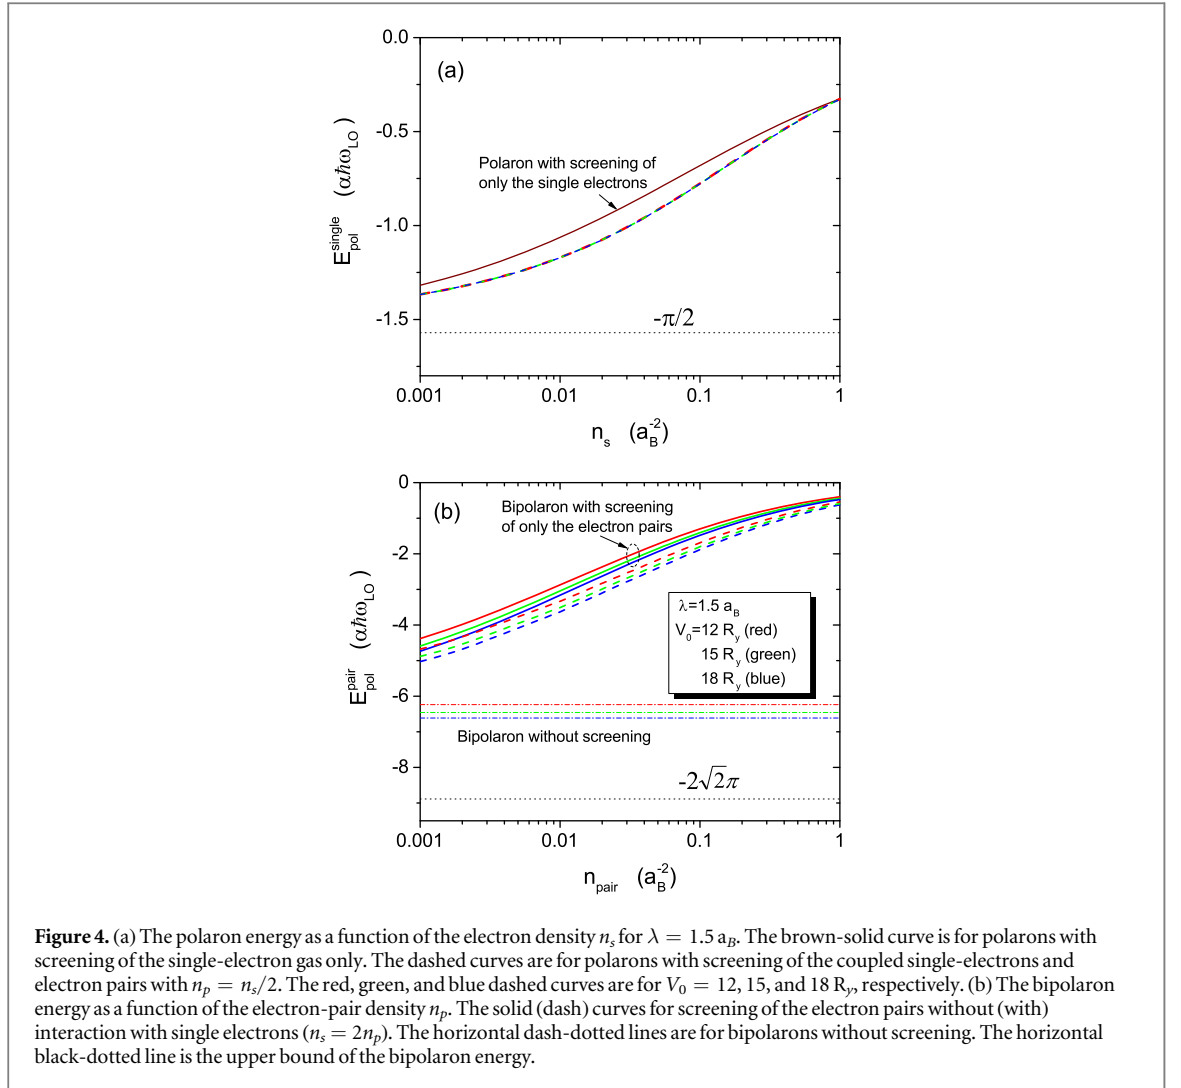 0.0
(a)
-0.5
Polaron with screening of
only the single electrons
-1.0
E_pol^single (αħω_LO)
-1.5
-π/2
0.001 0.01 0.1 1
n_s (a_B^-2)
0
(b)
Bipolaron with screening
of only the electron pairs
-2
λ=1.5 a_B
V_0=12 R_y (red)
15 R_y (green)
18 R_y (blue)
-4
E_pol^pair (αħω_LO)
-6
Bipolaron without screening
-8
-2√2π
0.001 0.01 0.1 1
n_pair (a_B^-2)
Figure 4. (a) The polaron energy as a function of the electron density n_s for λ = 1.5 a_B. The brown-solid curve is for polarons with
screening of the single-electron gas only. The dashed curves are for polarons with screening of the coupled single-electrons and
electron pairs with n_p = n_s/2. The red, green, and blue dashed curves are for V_0 = 12, 15, and 18 R_y, respectively. (b) The bipolaron
energy as a function of the electron-pair density n_p. The solid (dash) curves for screening of the electron pairs without (with)
interaction with single electrons (n_s = 2n_p). The horizontal dash-dotted lines are for bipolarons without screening. The horizontal
black-dotted line is the upper bound of the bipolaron energy.